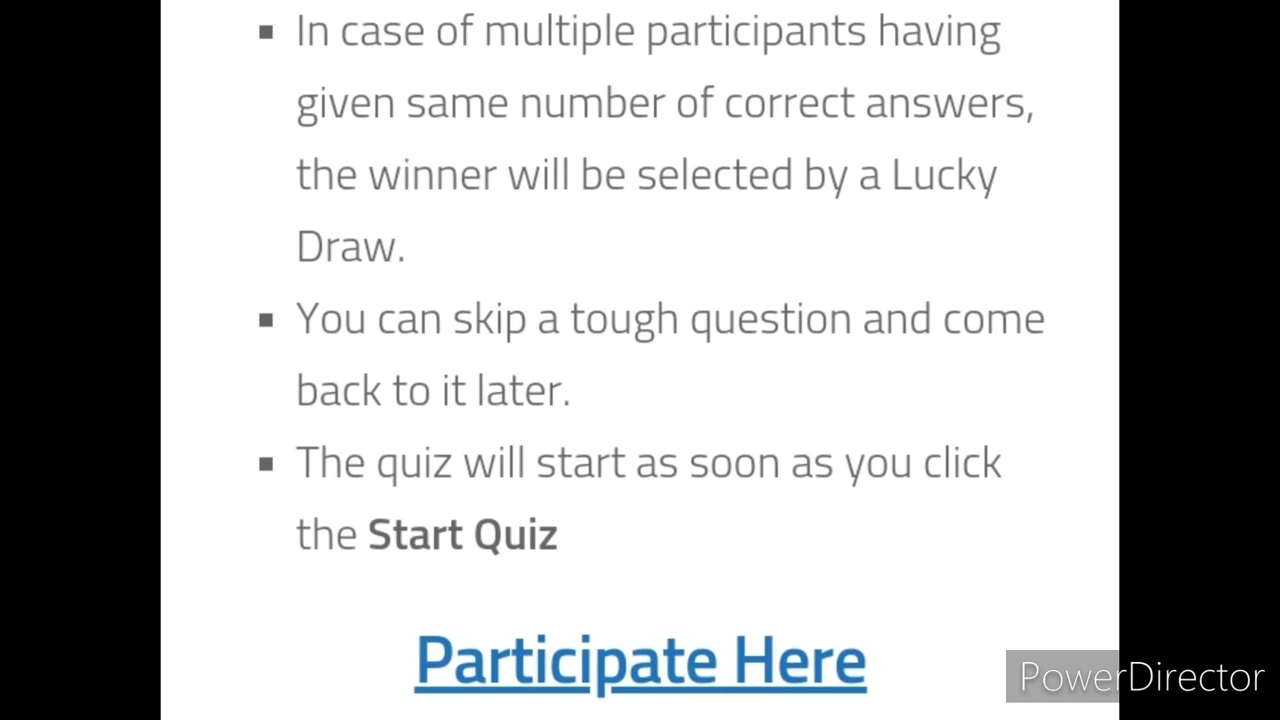 In case of multiple participants having
given same number of correct answers,
the winner will be selected by a Lucky
Draw.
You can skip a tough question and come
back to it later.
The quiz will start as soon as you click
the Start Quiz
Participate Here
PowerDirector